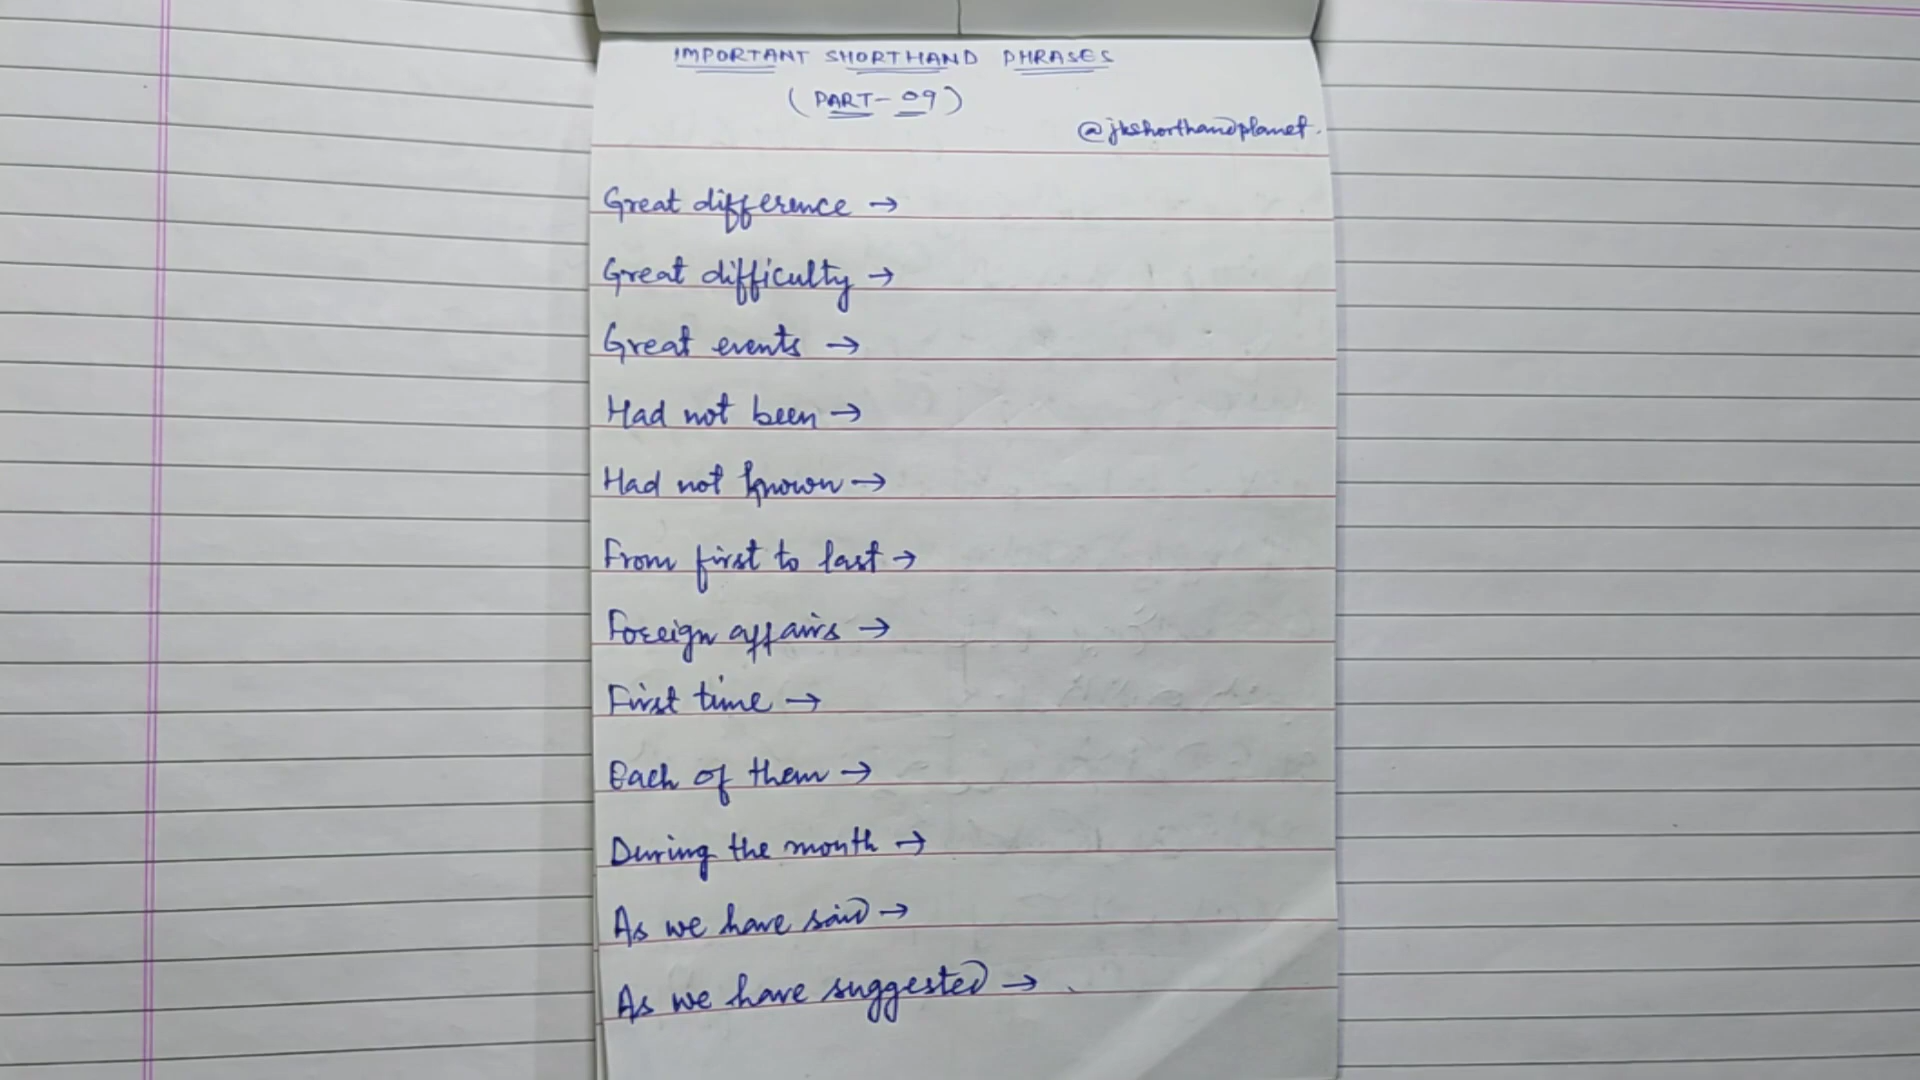 IMPORTANT SHORTHAND PHRASES
(PART-09)
@jkshorthandplanet.
Great difference →
Great difficulty →
Great events →
Had not been →
Had not known →
From first to last →
Foreign affairs →
First time →
Each of them →
During the month →
As we have said →
As we have suggested →